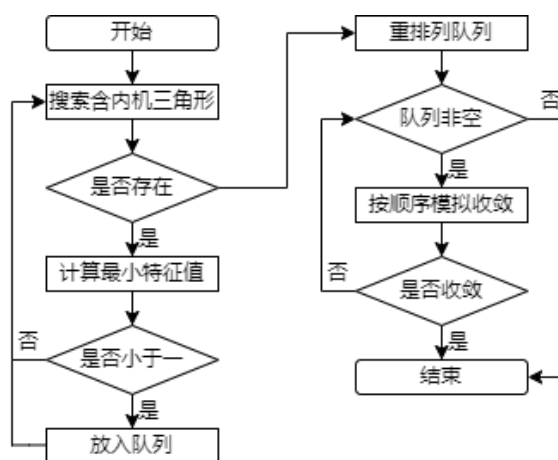 开始
搜索含内机三角形
是否存在
是
计算最小特征值
否
是否小于一
是
放入队列
重排列队列
队列非空
否
是
按顺序模拟收敛
否
是否收敛
是
结束